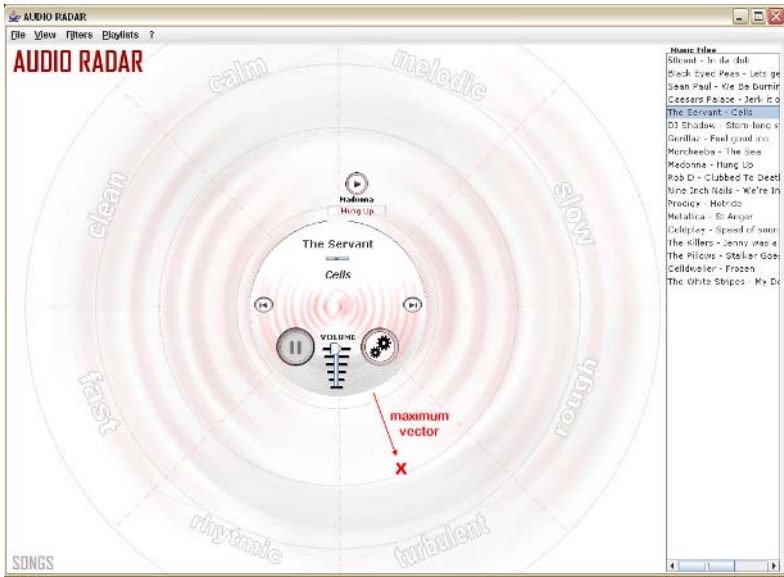 AUDIO RADAR
File View Filters Playlists ?
AUDIO RADAR
calm
melodic
clean
slow
fast
rough
rhytmic
turbulent
Madonna
Hung Up
The Servant
Cells
VOLUME
maximum
vector
X
SONGS
Music Files
50cent - In da club
Black Eyed Peas - Lets ge
Sean Paul - We Be Burnin
Caesars Palace - Jerk it o
The Servant - Cells
DJ Shadow - Stem-long s
Gorillaz - Feel good inc
Morcheeba - The Sea
Madonna - Hung Up
Rob D - Clubbed To Deat
Nine Inch Nails - We're In
Prodigy - Hotride
Metallica - St Anger
Coldplay - Speed of soun
The Killers - Jenny was a
The Pillows - Stalker Goe
Celldweller - Frozen
The White Stripes - My Do